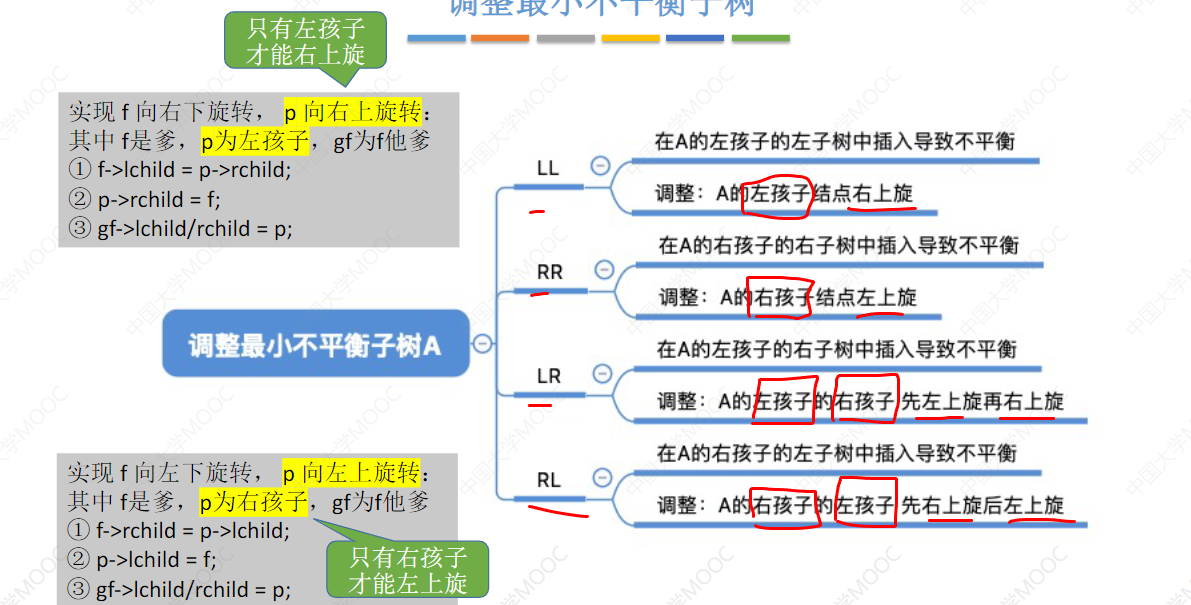 调整最小不平衡子树
只有左孩子
才能右上旋
实现 f 向右下旋转， p 向右上旋转：
其中 f是爹，p为左孩子，gf为f他爹
① f->lchild = p->rchild;
② p->rchild = f;
③ gf->lchild/rchild = p;
调整最小不平衡子树A
LL
在A的左孩子的左子树中插入导致不平衡
调整：A的左孩子结点右上旋
RR
在A的右孩子的右子树中插入导致不平衡
调整：A的右孩子结点左上旋
LR
在A的左孩子的右子树中插入导致不平衡
调整：A的左孩子的右孩子 先左上旋再右上旋
RL
在A的右孩子的左子树中插入导致不平衡
调整：A的右孩子的左孩子 先右上旋后左上旋
实现 f 向左下旋转， p 向左上旋转：
其中 f是爹，p为右孩子，gf为f他爹
① f->rchild = p->lchild;
② p->lchild = f;
③ gf->lchild/rchild = p;
只有右孩子
才能左上旋
中国大学MOOC